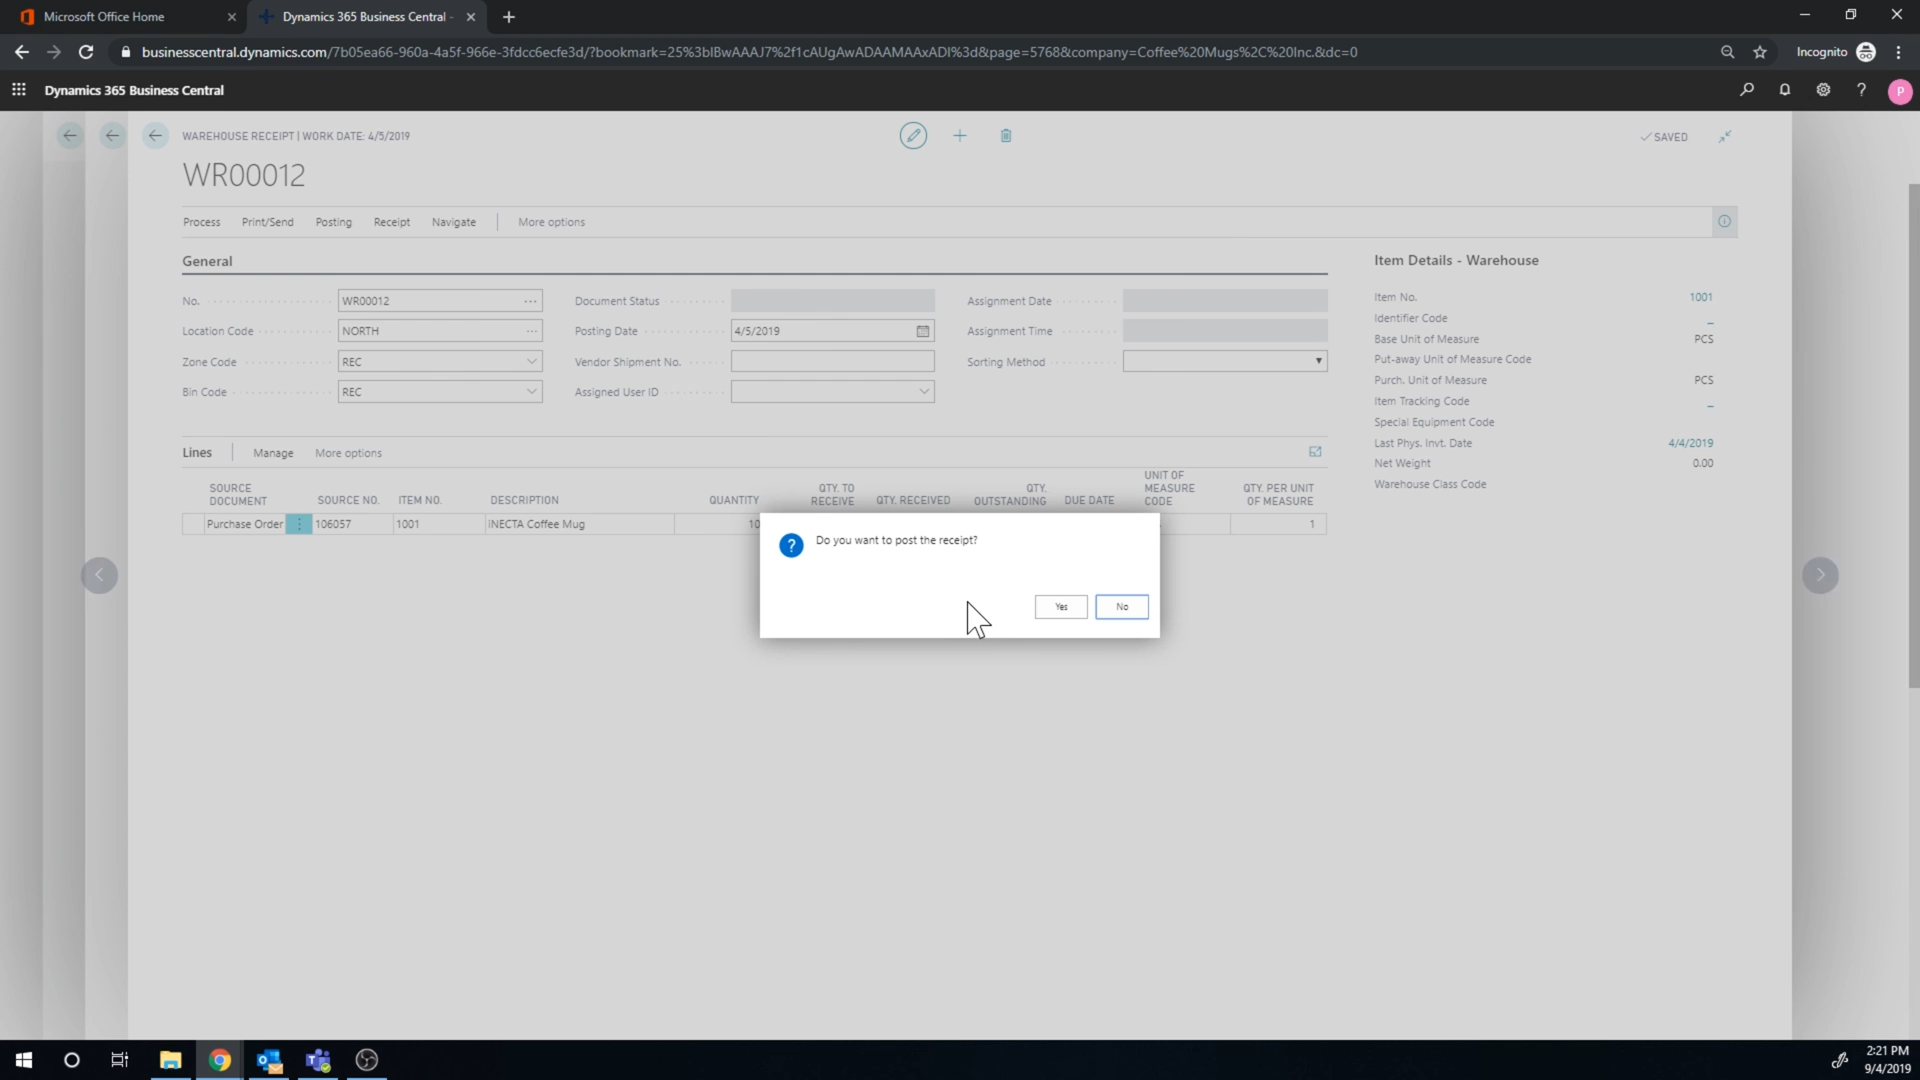 Microsoft Office Home
Dynamics 365 Business Central -
businesscentral.dynamics.com/7b05ea66-960a-4a5f-966e-3fdcc6ecfe3d/?bookmark=25%3bIBwAAAJ7%2f1cAUgAwADAAMAAxADI%3d&page=5768&company=Coffee%20Mugs%2C%20Inc.&dc=0
Incognito
Dynamics 365 Business Central
P
WAREHOUSE RECEIPT | WORK DATE: 4/5/2019
SAVED
WR00012
Process Print/Send Posting Receipt Navigate More options
General
No. WR00012
Document Status
Assignment Date
Location Code NORTH
Posting Date 4/5/2019
Assignment Time
Zone Code REC
Vendor Shipment No.
Sorting Method
Bin Code REC
Assigned User ID
Lines Manage More options
SOURCE DOCUMENT SOURCE NO. ITEM NO. DESCRIPTION QUANTITY QTY. TO RECEIVE QTY. RECEIVED QTY. OUTSTANDING DUE DATE UNIT OF MEASURE CODE QTY. PER UNIT OF MEASURE
Purchase Order 106057 1001 iNECTA Coffee Mug 10 1
Item Details - Warehouse
Item No. 1001
Identifier Code _
Base Unit of Measure PCS
Put-away Unit of Measure Code
Purch. Unit of Measure PCS
Item Tracking Code _
Special Equipment Code
Last Phys. Invt. Date 4/4/2019
Net Weight 0.00
Warehouse Class Code
Do you want to post the receipt?
Yes No
2:21 PM
9/4/2019